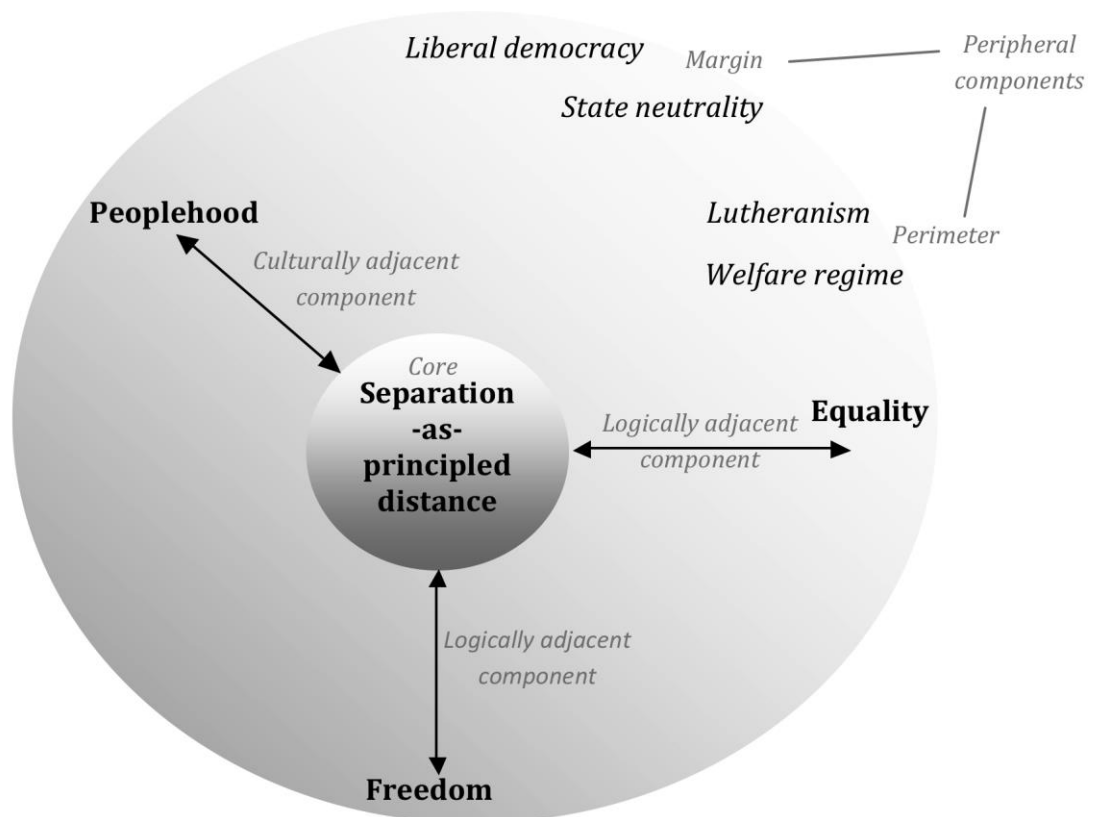 Liberal democracy
Margin
Peripheral
components
State neutrality
Peoplehood
Lutheranism
Perimeter
Culturally adjacent
component
Welfare regime
Core
Separation
-as-
principled
distance
Equality
Logically adjacent
component
Logically adjacent
component
Freedom